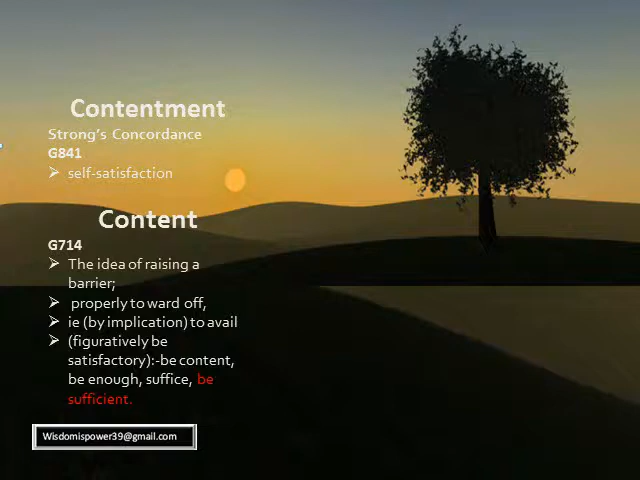 Contentment
Strong's Concordance
G841
➢ self-satisfaction
Content
G714
➢ The idea of raising a
barrier;
➢ properly to ward off,
➢ ie (by implication) to avail
➢ (figuratively be
satisfactory):-be content,
be enough, suffice, be
sufficient.
Wisdomispower39@gmail.com